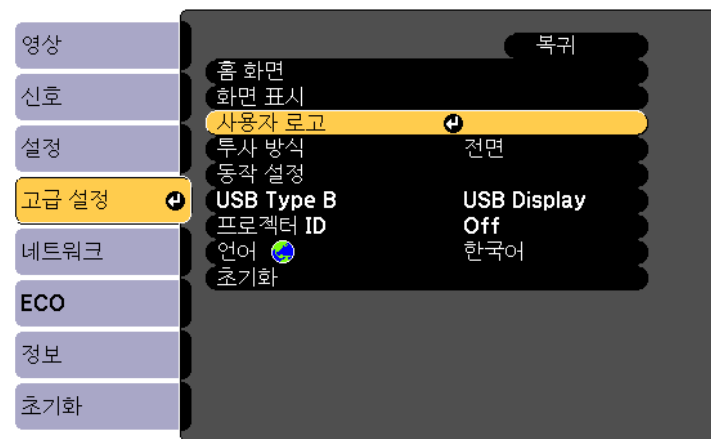 영상
신호
설정
고급 설정
네트워크
ECO
정보
초기화
복귀
홈 화면
화면 표시
사용자 로고
투사 방식 전면
동작 설정
USB Type B USB Display
프로젝터 ID Off
언어 한국어
초기화